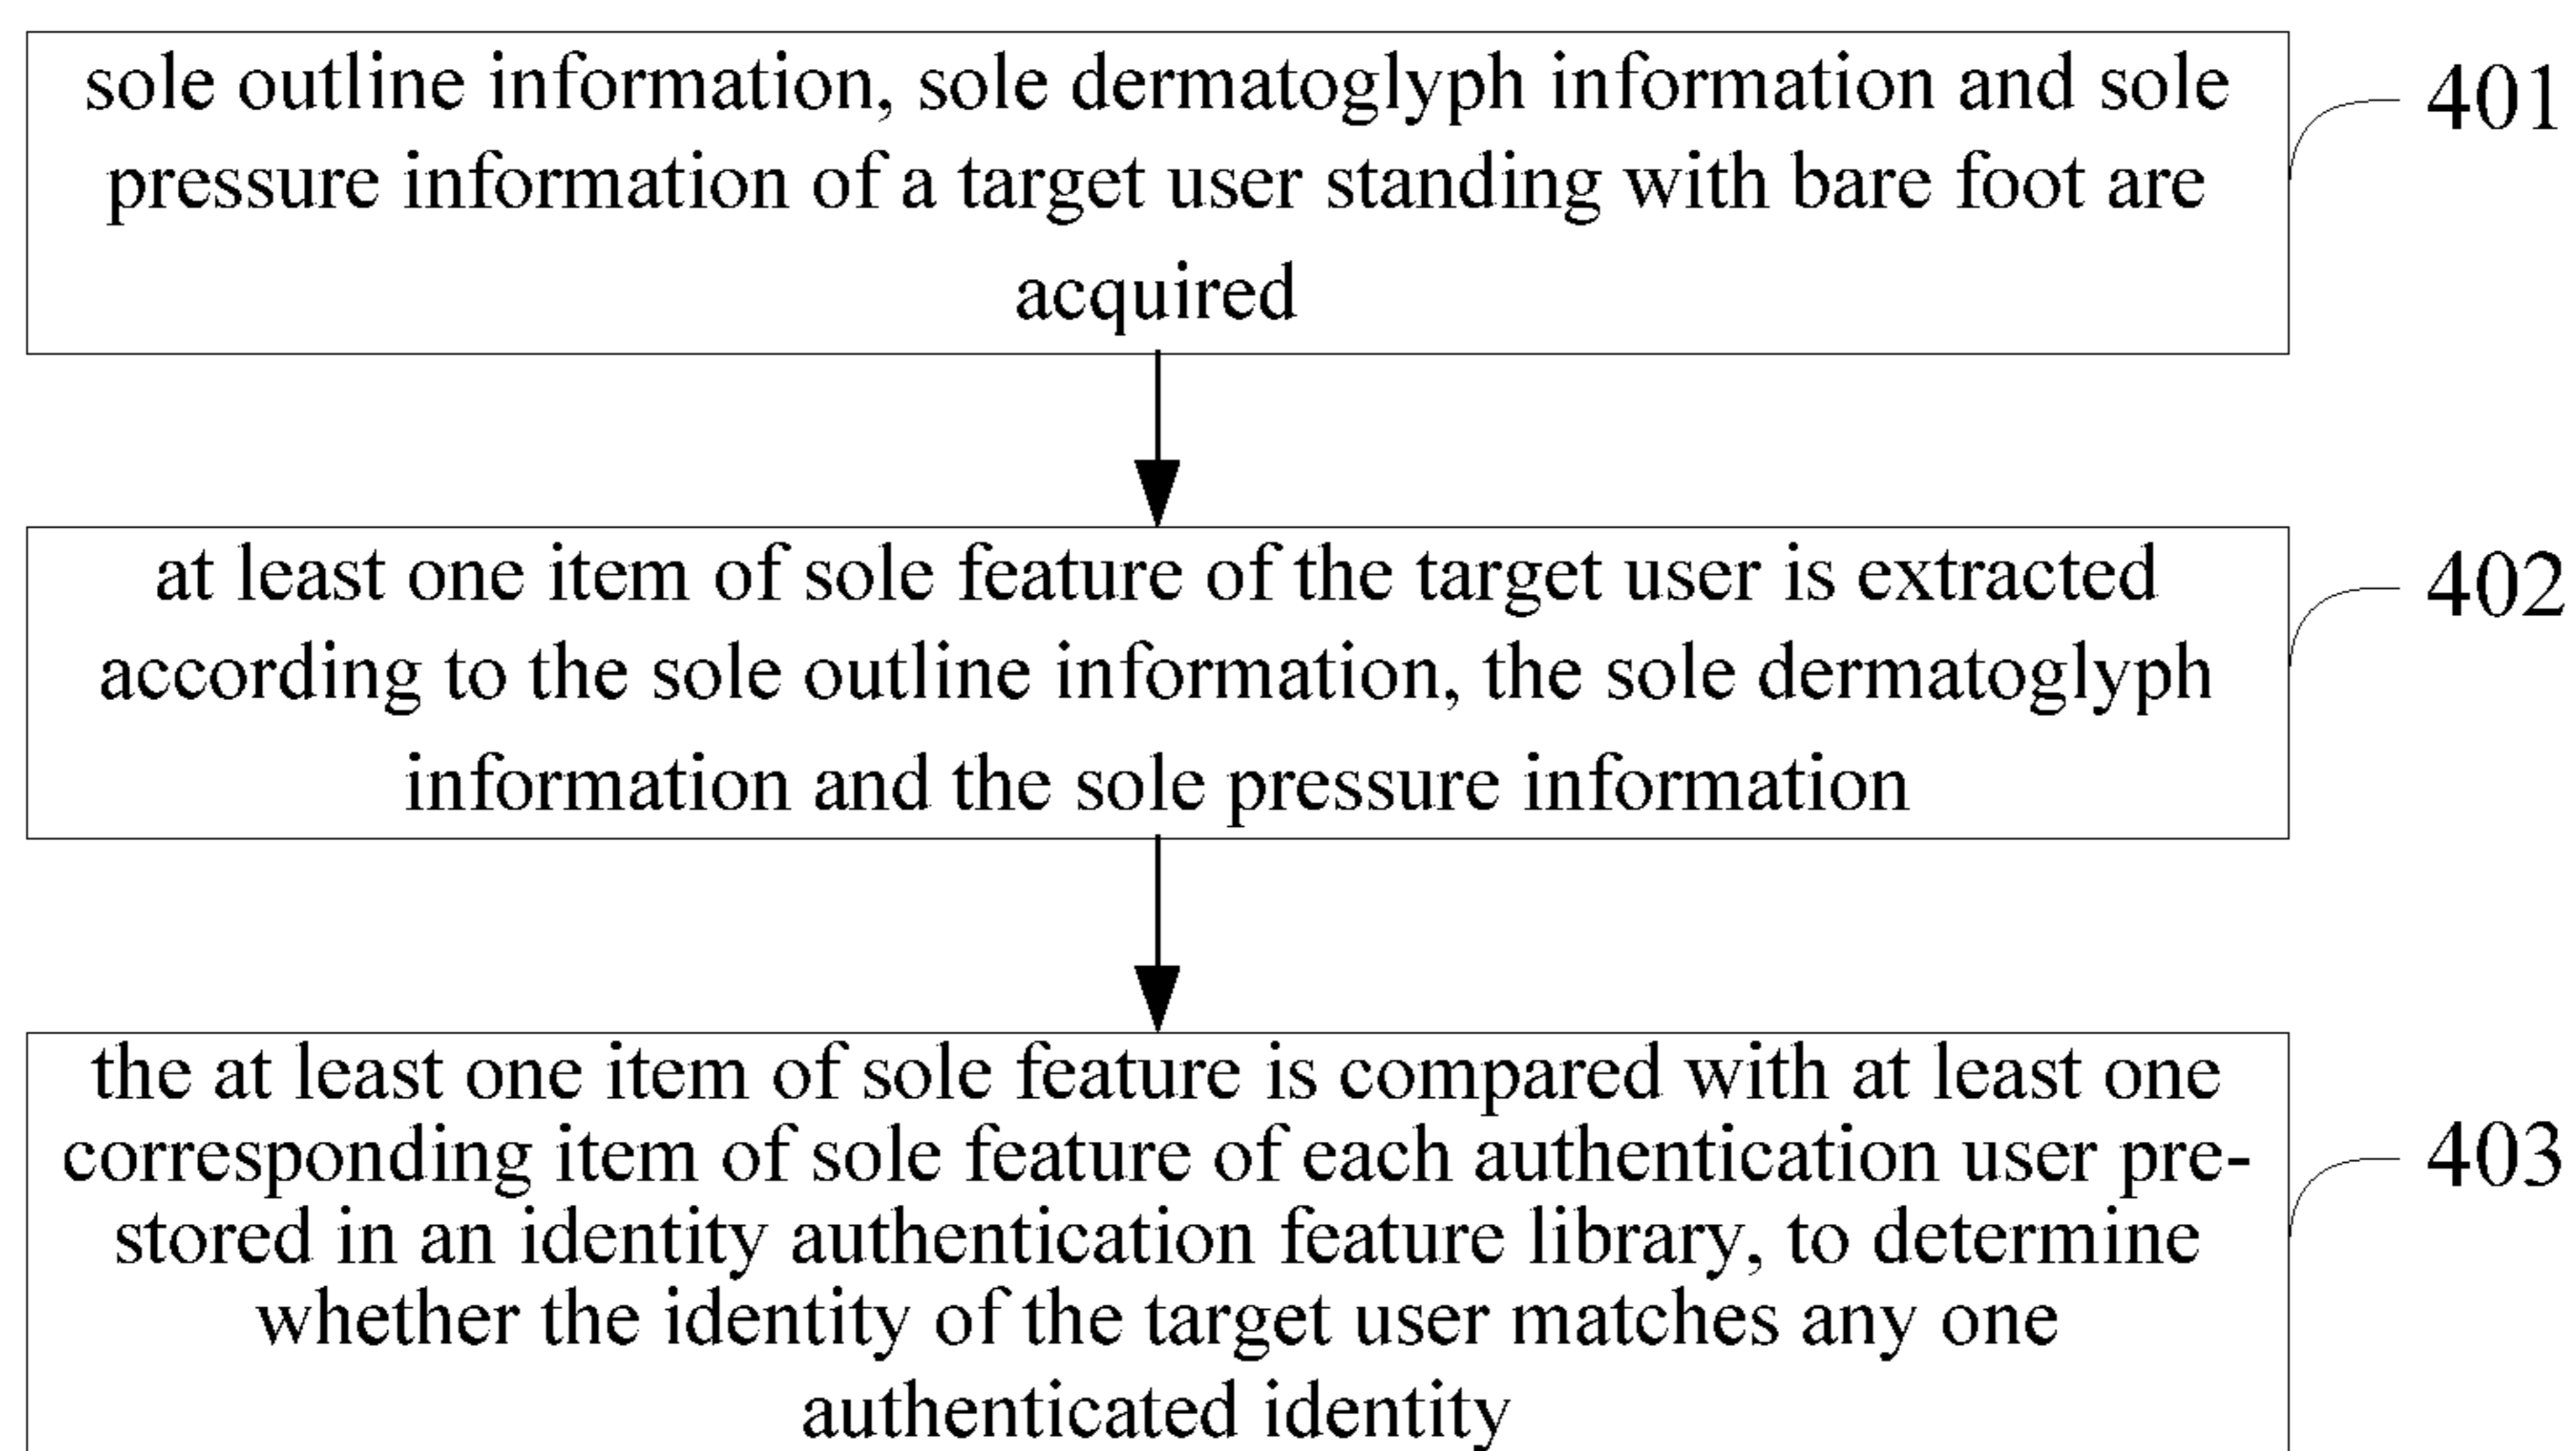 sole outline information, sole dermatoglyph information and sole
pressure information of a target user standing with bare foot are
acquired
401
at least one item of sole feature of the target user is extracted
according to the sole outline information, the sole dermatoglyph
information and the sole pressure information
402
the at least one item of sole feature is compared with at least one
corresponding item of sole feature of each authentication user pre-
stored in an identity authentication feature library, to determine
whether the identity of the target user matches any one
authenticated identity
403